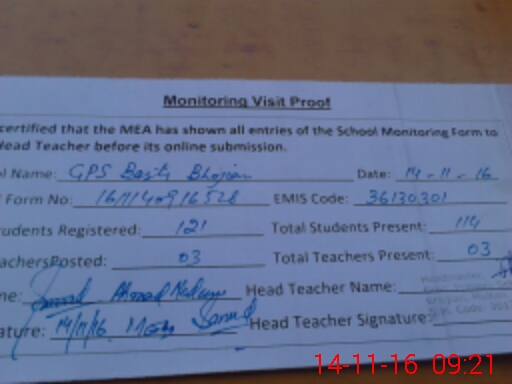 Monitoring Visit Proof
certified that the MEA has shown all entries of the School Monitoring Form to
Head Teacher before its online submission.
l Name: GPS Basti Date: 14-11-16
Form No: EMIS Code: 36130301
udents Registered: 121 Total Students Present: 114
achersPosted: 03 Total Teachers Present: 03
me: Ahmad Head Teacher Name:
ature: 14/11/16 Head Teacher Signature:
14-11-16 09:21